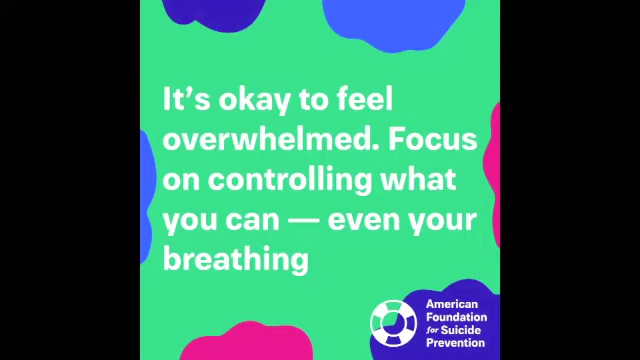 It’s okay to feel
overwhelmed. Focus
on controlling what
you can — even your
breathing
American
Foundation
for Suicide
Prevention